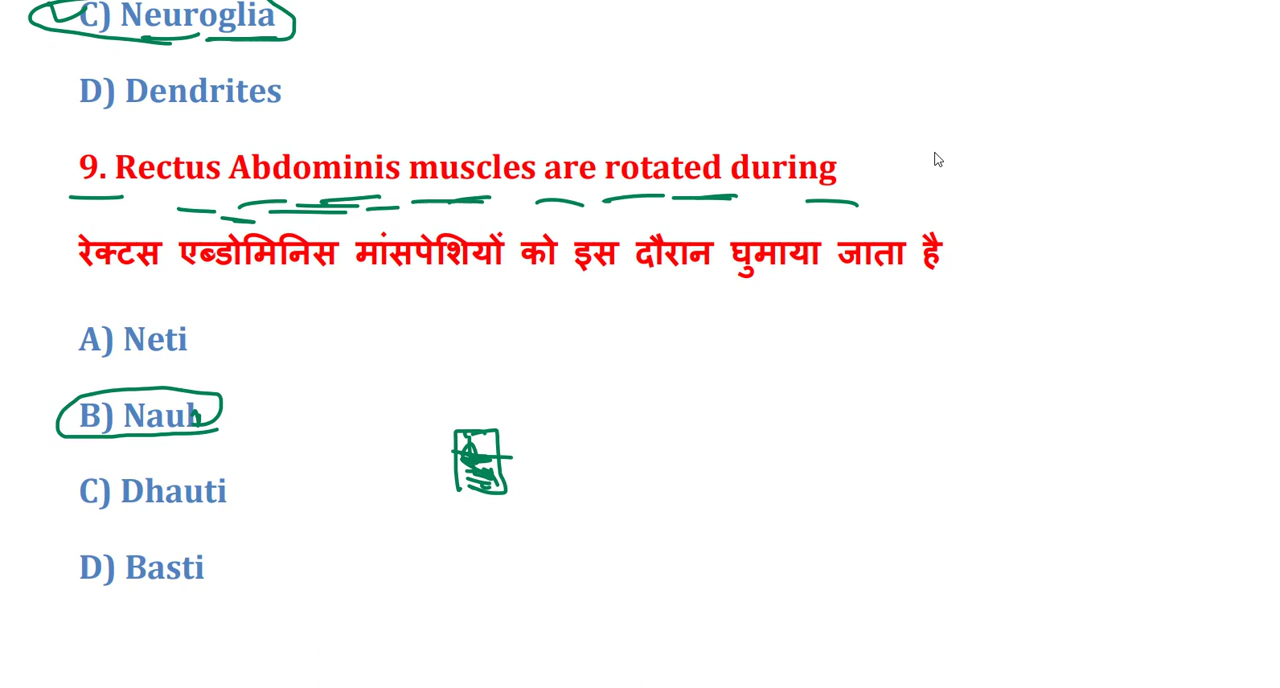 C) Neuroglia
D) Dendrites
9. Rectus Abdominis muscles are rotated during
रेक्टस एब्डोमिनिस मांसपेशियों को इस दौरान घुमाया जाता है
A) Neti
B) Nauli
C) Dhauti
D) Basti